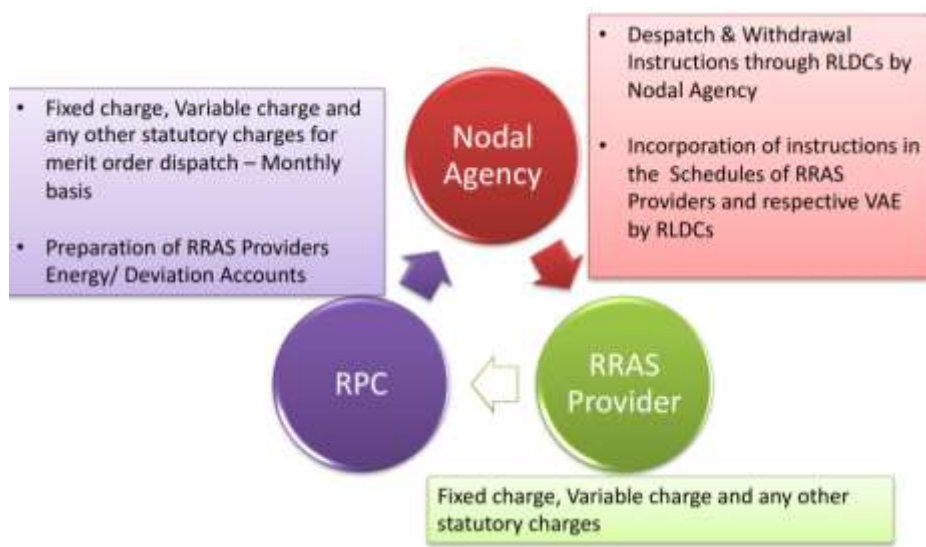 • Fixed charge, Variable charge and
any other statutory charges for
merit order dispatch – Monthly
basis
• Preparation of RRAS Providers
Energy/ Deviation Accounts
Nodal
Agency
• Despatch & Withdrawal
Instructions through RLDCs by
Nodal Agency
• Incorporation of instructions in
the Schedules of RRAS
Providers and respective VAE
by RLDCs
RPC
RRAS
Provider
Fixed charge, Variable charge and any other
statutory charges